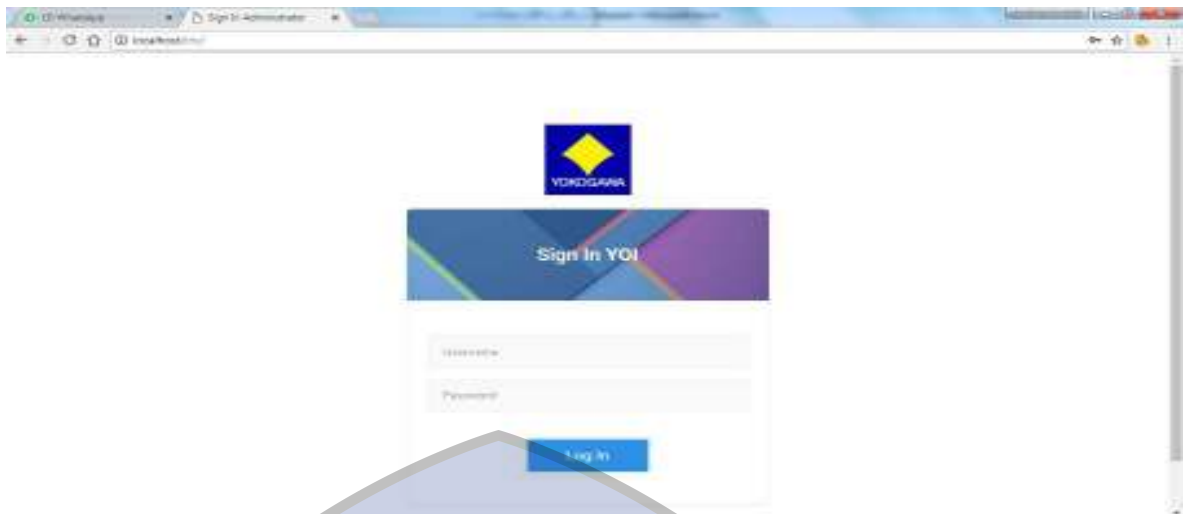 WhatsApp Sign In Administrator
localhost
YOKOGAWA
Sign In YOI
Username
Password
Log In